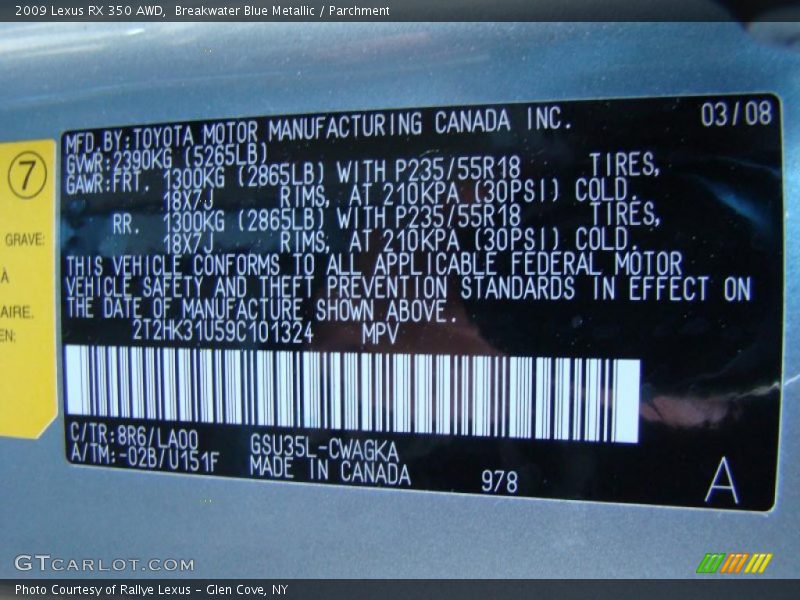 2009 Lexus RX 350 AWD, Breakwater Blue Metallic / Parchment
MFD. BY: TOYOTA MOTOR MANUFACTURING CANADA INC. 03/08
GVWR: 2390KG (5265LB)
GAWR: FRT. 1300KG (2865LB) WITH P235/55R18 TIRES,
18X7J RIMS, AT 210KPA (30PSI) COLD.
RR. 1300KG (2865LB) WITH P235/55R18 TIRES,
18X7J RIMS, AT 210KPA (30PSI) COLD.
THIS VEHICLE CONFORMS TO ALL APPLICABLE FEDERAL MOTOR
VEHICLE SAFETY AND THEFT PREVENTION STANDARDS IN EFFECT ON
THE DATE OF MANUFACTURE SHOWN ABOVE.
2T2HK31U59C101324 MPV
C/TR: 8R6/LA00 GSU35L-CWAGKA
A/TM: -02B/U151F MADE IN CANADA 978 A
7
GRAVE:
À
AIRE.
EN:
GTCARLOT.COM
Photo Courtesy of Rallye Lexus - Glen Cove, NY